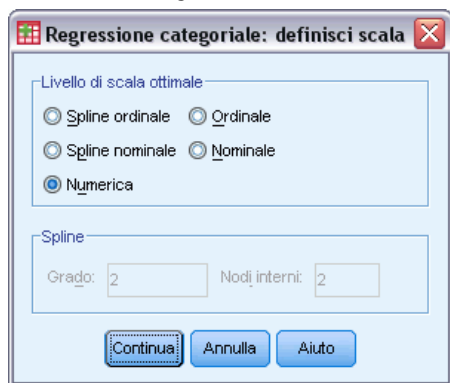 Regressione categoriale: definisci scala
Livello di scala ottimale
Spline ordinale Ordinale
Spline nominale Nominale
Numerica
Spline
Grado: 2 Nodi interni: 2
Continua Annulla Aiuto